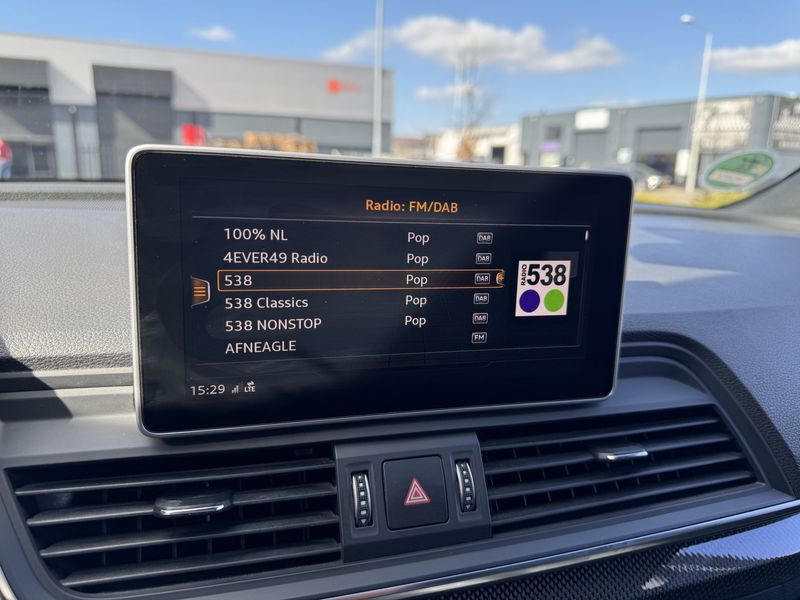 Radio: FM/DAB
100% NL Pop DAB
4EVER49 Radio Pop DAB
538 Pop DAB
538 Classics Pop DAB
538 NONSTOP Pop DAB
AFNEAGLE FM
RADIO 538
15:29 LTE